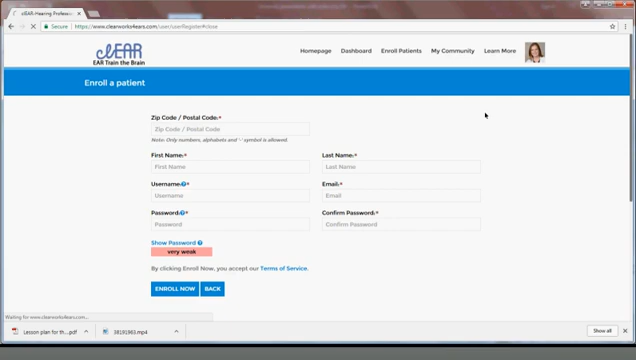 clEAR-Hearing Professio
Secure
https://www.clearworks4ears.com/user/userRegister#close
clEAR
EAR Train the Brain
Homepage
Dashboard
Enroll Patients
My Community
Learn More
Enroll a patient
Zip Code / Postal Code:*
Zip Code / Postal Code
Note: Only numbers, alphabets and '-' symbol is allowed.
First Name:*
Last Name:*
First Name
Last Name
Username:*
Email:*
Username
Email
Password:*
Confirm Password:*
Password
Confirm Password
Show Password
very weak
By clicking Enroll Now, you accept our Terms of Service.
ENROLL NOW
BACK
Waiting for www.clearworks4ears.com...
Lesson plan for th....pdf
38191983.mp4
Show all